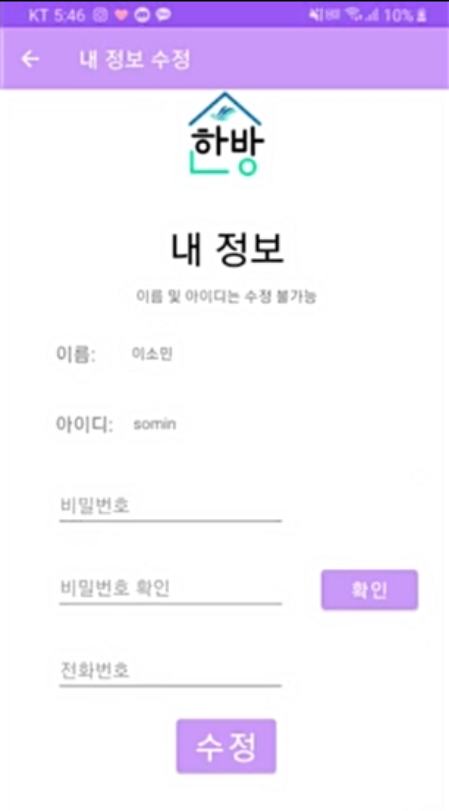 KT 5:46 10%
내 정보 수정
한방
내 정보
이름 및 아이디는 수정 불가능
이름: 이소민
아이디: somin
비밀번호
비밀번호 확인 확인
전화번호
수정